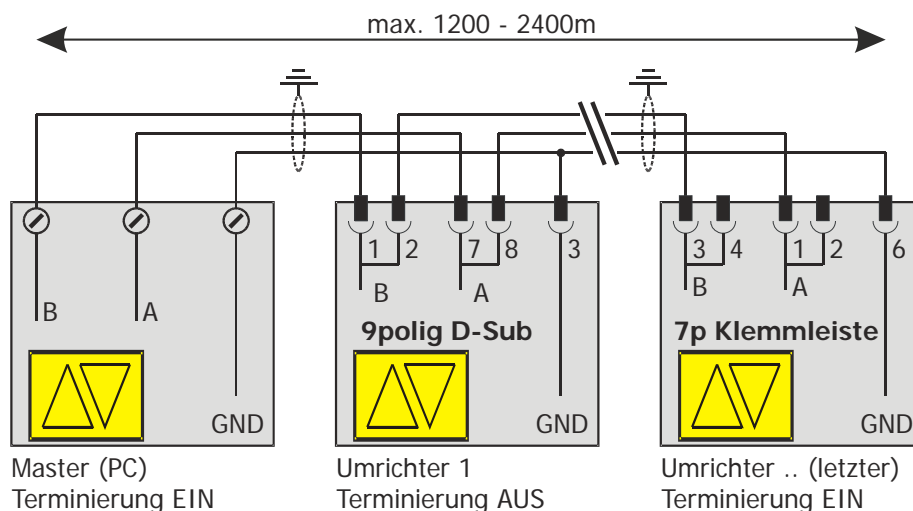 max. 1200 - 2400m
1 2 7 8 3
3 4 1 2 6
B A
B A
B A
9polig D-Sub
7p Klemmleiste
GND
GND
GND
Master (PC)
Terminierung EIN
Umrichter 1
Terminierung AUS
Umrichter .. (letzter)
Terminierung EIN